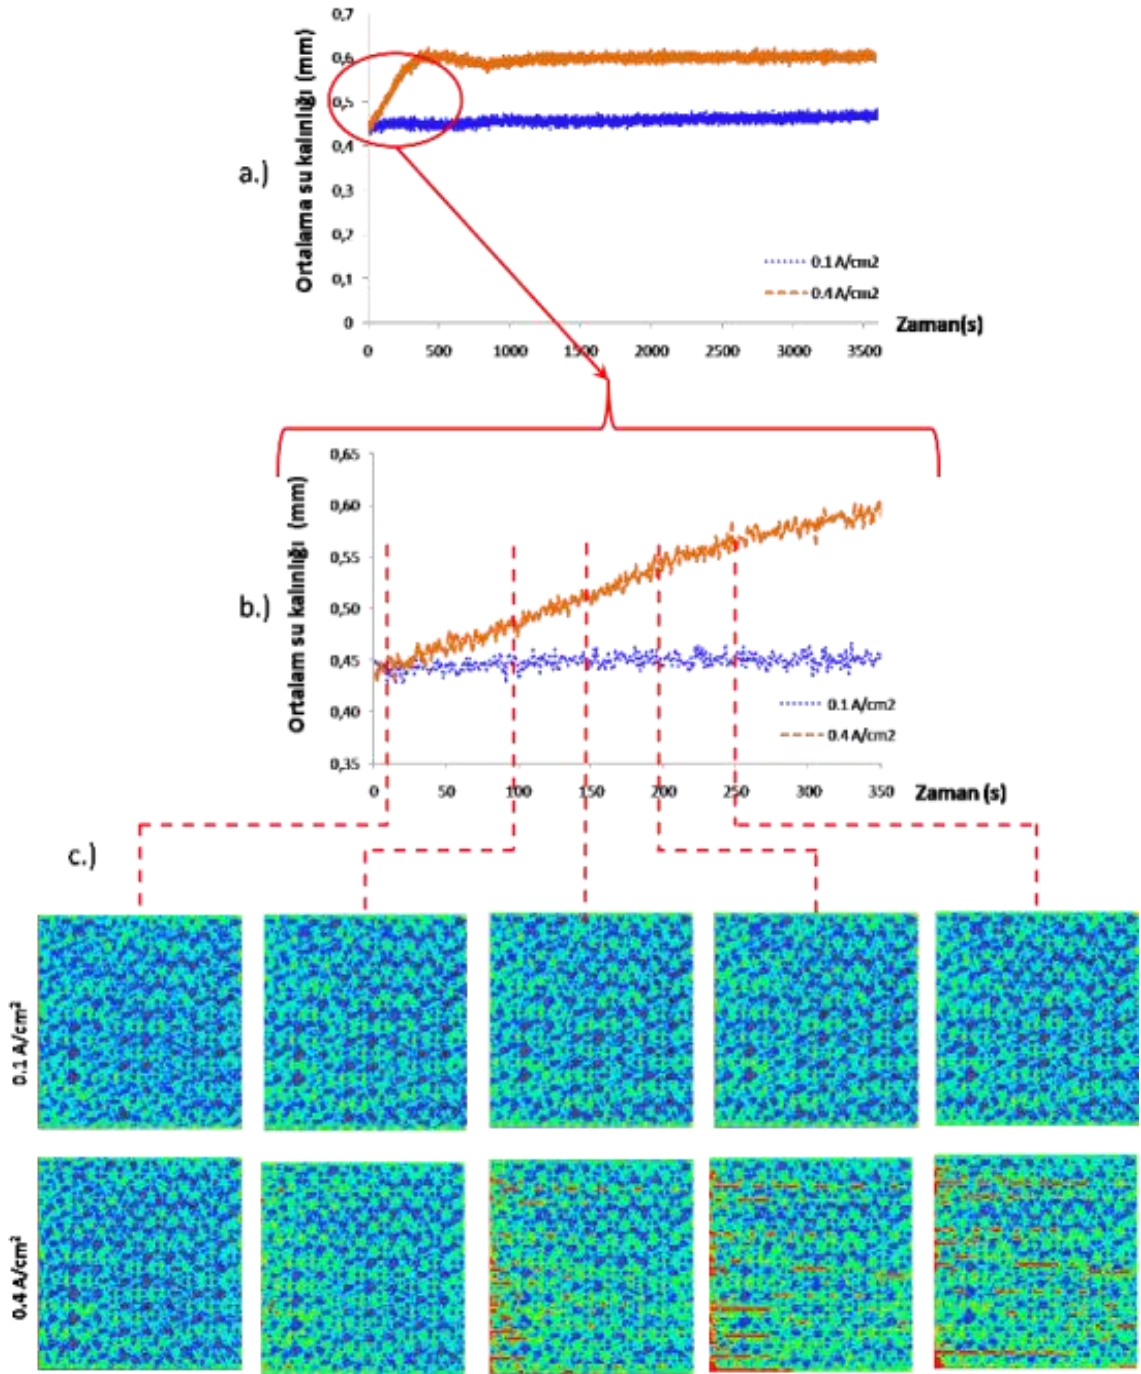 0,7
0,6
0,5
0,4
0,3
0,2
0,1
0
Ortalama su kalınlığı (mm)
a.)
0.1 A/cm2
0.4 A/cm2
Zaman(s)
0 500 1000 1500 2000 2500 3000 3500
0,65
0,60
0,55
0,50
0,45
0,40
0,35
Ortalam su kalınlığı (mm)
b.)
0.1 A/cm2
0.4 A/cm2
0 50 100 150 200 250 300 350
Zaman (s)
c.)
0.1 A/cm²
0.4 A/cm²